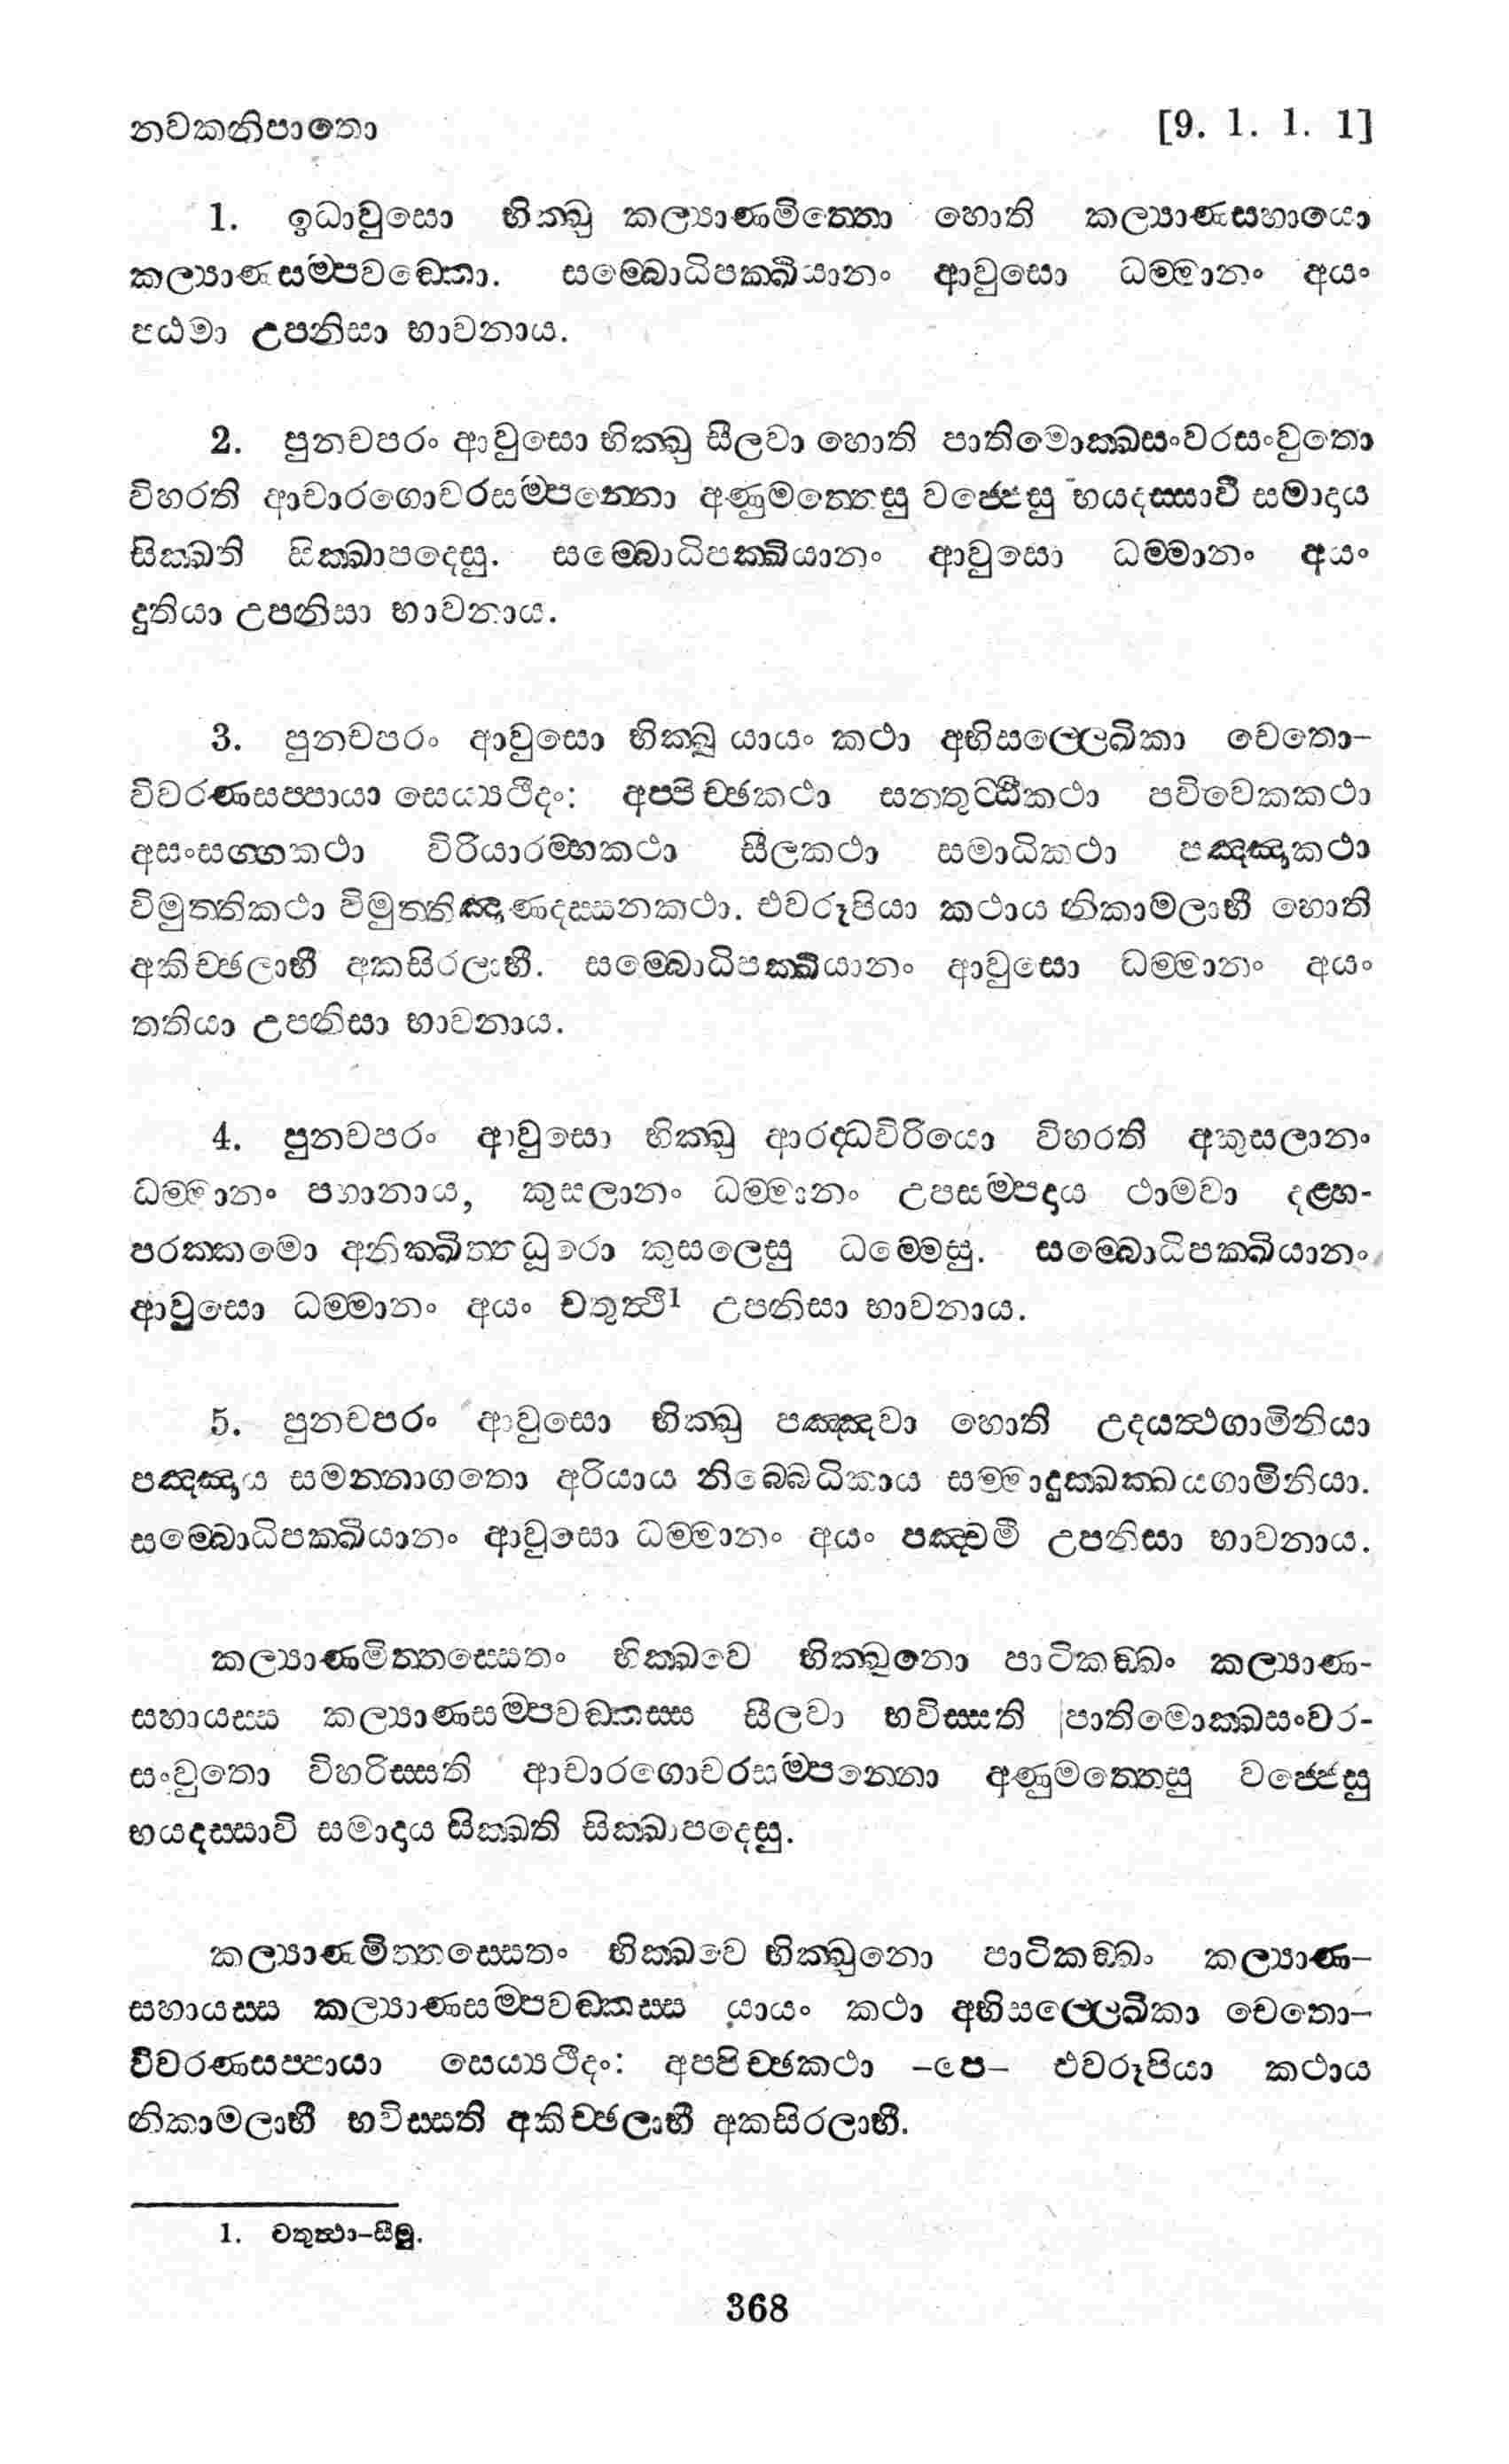 නවකනිපාතො [9. 1. 1. 1]
1. ඉධාවුසො භික්ඛු කල්‍යාණමිත්තො හොති කල්‍යාණසහායො
කල්‍යාණසම්පවඞ්කො. සම්බොධිපක්ඛියානං ආවුසො ධම්මානං අයං
පඨමා උපනිසා භාවනාය.
2. පුනචපරං ආවුසො භික්ඛු සීලවා හොති පාතිමොක්ඛසංවරසංවුතො
විහරති ආචාරගොචරසම්පන්නො අණුමත්තෙසු වජ්ජෙසු භයදස්සාවී සමාදාය
සික්ඛති සික්ඛාපදෙසු. සම්බොධිපක්ඛියානං ආවුසො ධම්මානං අයං
දුතියා උපනිසා භාවනාය.
3. පුනචපරං ආවුසො භික්ඛූ යායං කථා අභිසල්ලෙඛිකා චෙතො-
විවරණසප්පායා සෙය්‍යථිදං: අප්පිච්ඡකථා සන්තුට්ඨිකථා පවිවෙකකථා
අසංසග්ගකථා විරියාරම්භකථා සීලකථා සමාධිකථා පඤ්ඤාකථා
විමුත්තිකථා විමුත්තිඤාණදස්සනකථා. එවරූපියා කථාය නිකාමලාභී හොති
අකිච්ඡලාභී අකසිරලාභී. සම්බොධිපක්ඛියානං ආවුසො ධම්මානං අයං
තතියා උපනිසා භාවනාය.
4. පුනචපරං ආවුසො භික්ඛු ආරද්ධවිරියො විහරති අකුසලානං
ධම්මානං පහානාය, කුසලානං ධම්මානං උපසම්පදාය ථාමවා දළ්හ-
පරක්කමො අනික්ඛිත්තධුරො කුසලෙසු ධම්මෙසු. සම්බොධිපක්ඛියානං
ආවුසො ධම්මානං අයං චතුත්ථි1 උපනිසා භාවනාය.
5. පුනචපරං ආවුසො භික්ඛු පඤ්ඤවා හොති උදයත්ථගාමිනියා
පඤ්ඤාය සමන්නාගතො අරියාය නිබ්බෙධිකාය සම්මාදුක්ඛක්ඛයගාමිනියා.
සම්බොධිපක්ඛියානං ආවුසො ධම්මානං අයං පඤ්චමී උපනිසා භාවනාය.
කල්‍යාණමිත්තස්සෙතං භික්ඛවෙ භික්ඛුනො පාටිකඞ්ඛං කල්‍යාණ-
සහායස්ස කල්‍යාණසම්පවඞ්කස්ස සීලවා භවිස්සති පාතිමොක්ඛසංවර-
සංවුතො විහරිස්සති ආචාරගොචරසම්පන්නො අණුමත්තෙසු වජ්ජෙසු
භයදස්සාවි සමාදාය සික්ඛති සික්ඛාපදෙසු.
කල්‍යාණමිත්තස්සෙතං භික්ඛවෙ භික්ඛුනො පාටිකඞ්ඛං කල්‍යාණ-
සහායස්ස කල්‍යාණසම්පවඞ්කස්ස යායං කථා අභිසල්ලෙඛිකා චෙතො-
විවරණසප්පායා සෙය්‍යථිදං: අප්පිච්ඡකථා -පෙ- එවරූපියා කථාය
නිකාමලාභී භවිස්සති අකිච්ඡලාභී අකසිරලාභී.
1. චතුත්ථා-සීමු.
368